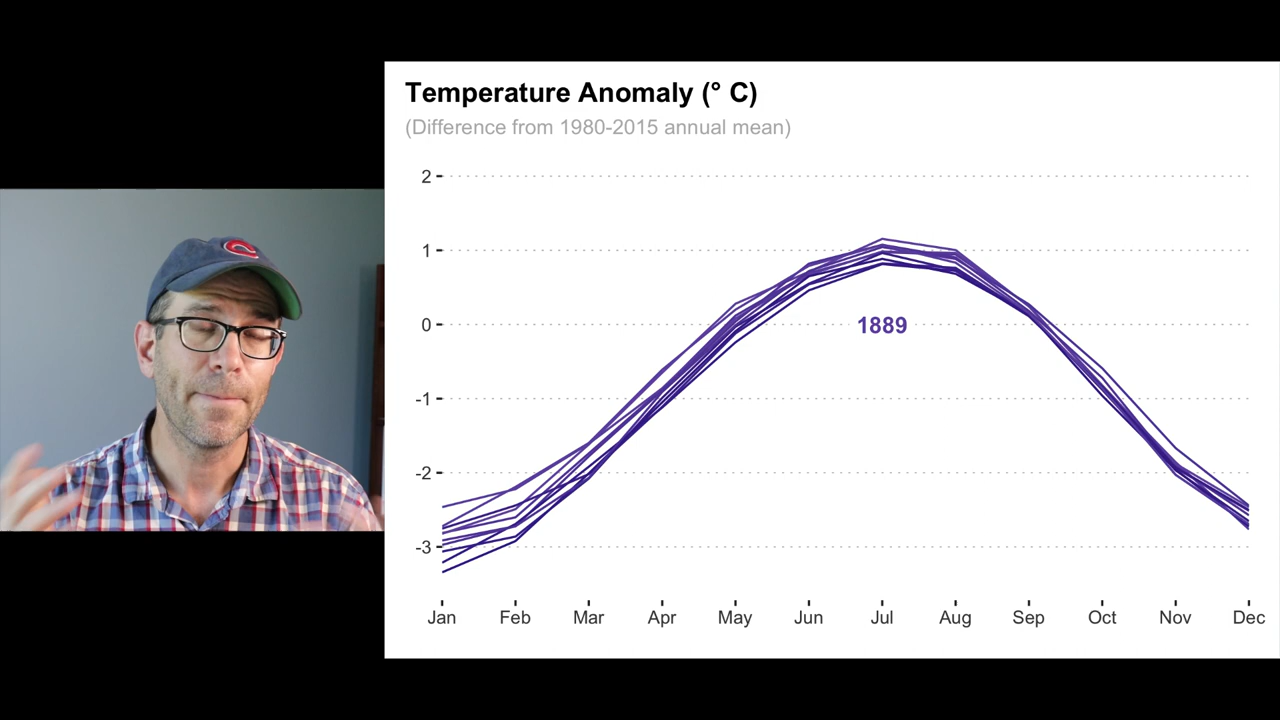 Temperature Anomaly (° C)
(Difference from 1980-2015 annual mean)
2
1
0
-1
-2
-3
1889
Jan Feb Mar Apr May Jun Jul Aug Sep Oct Nov Dec